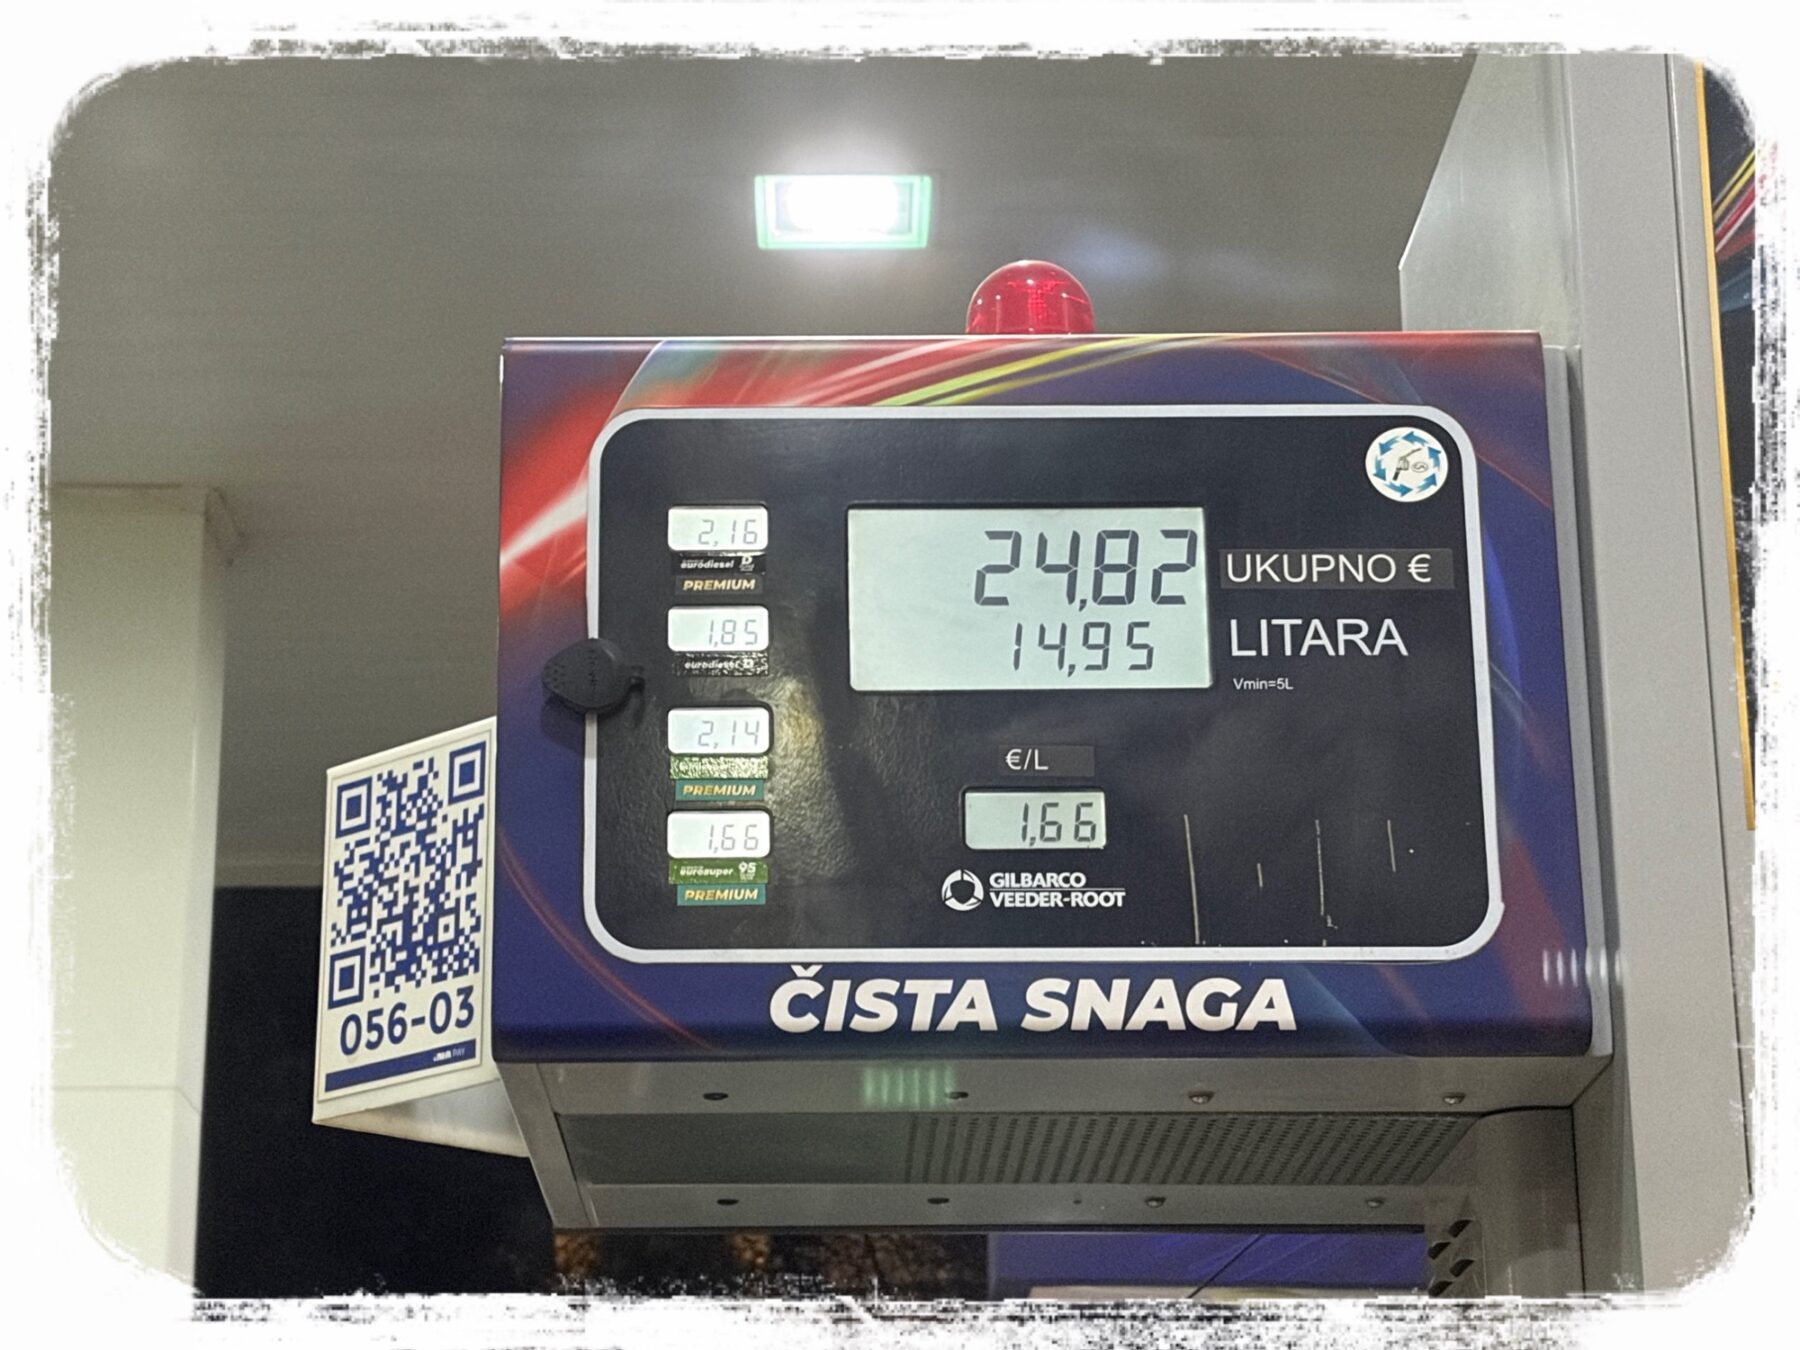 2,16
eurodiesel D
PREMIUM
1,85
eurodiesel
2,14
PREMIUM
1,66
eurosuper 95
PREMIUM
24,82 UKUPNO €
14,95 LITARA
Vmin=5L
€/L
1,66
GILBARCO
VEEDER-ROOT
ČISTA SNAGA
056-03
PAY